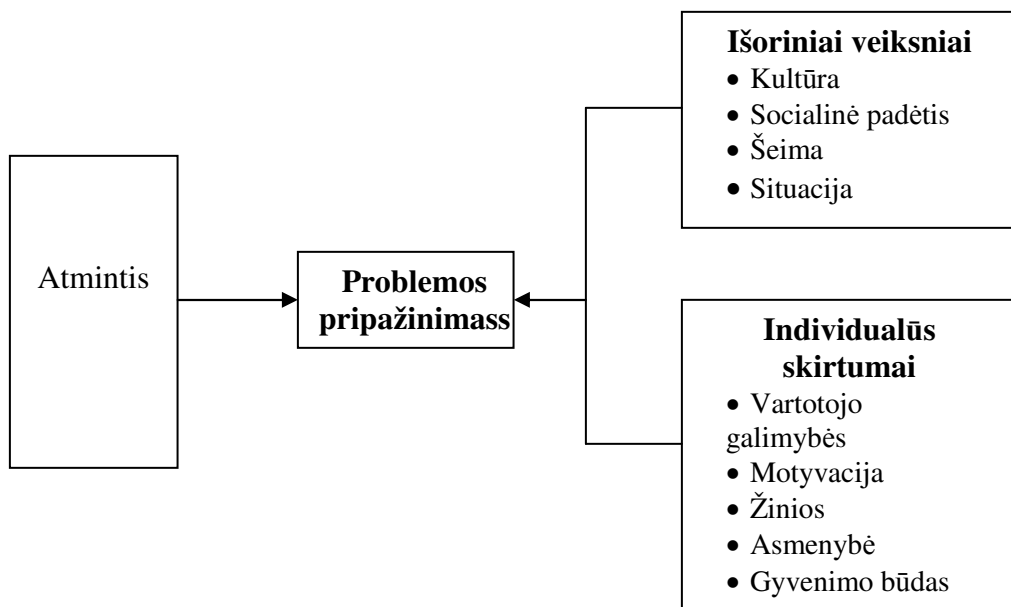 Atmintis
Problemos
pripažinimass
Išoriniai veiksniai
• Kultūra
• Socialinė padėtis
• Šeima
• Situacija
Individualūs
skirtumai
• Vartotojo
galimybės
• Motyvacija
• Žinios
• Asmenybė
• Gyvenimo būdas